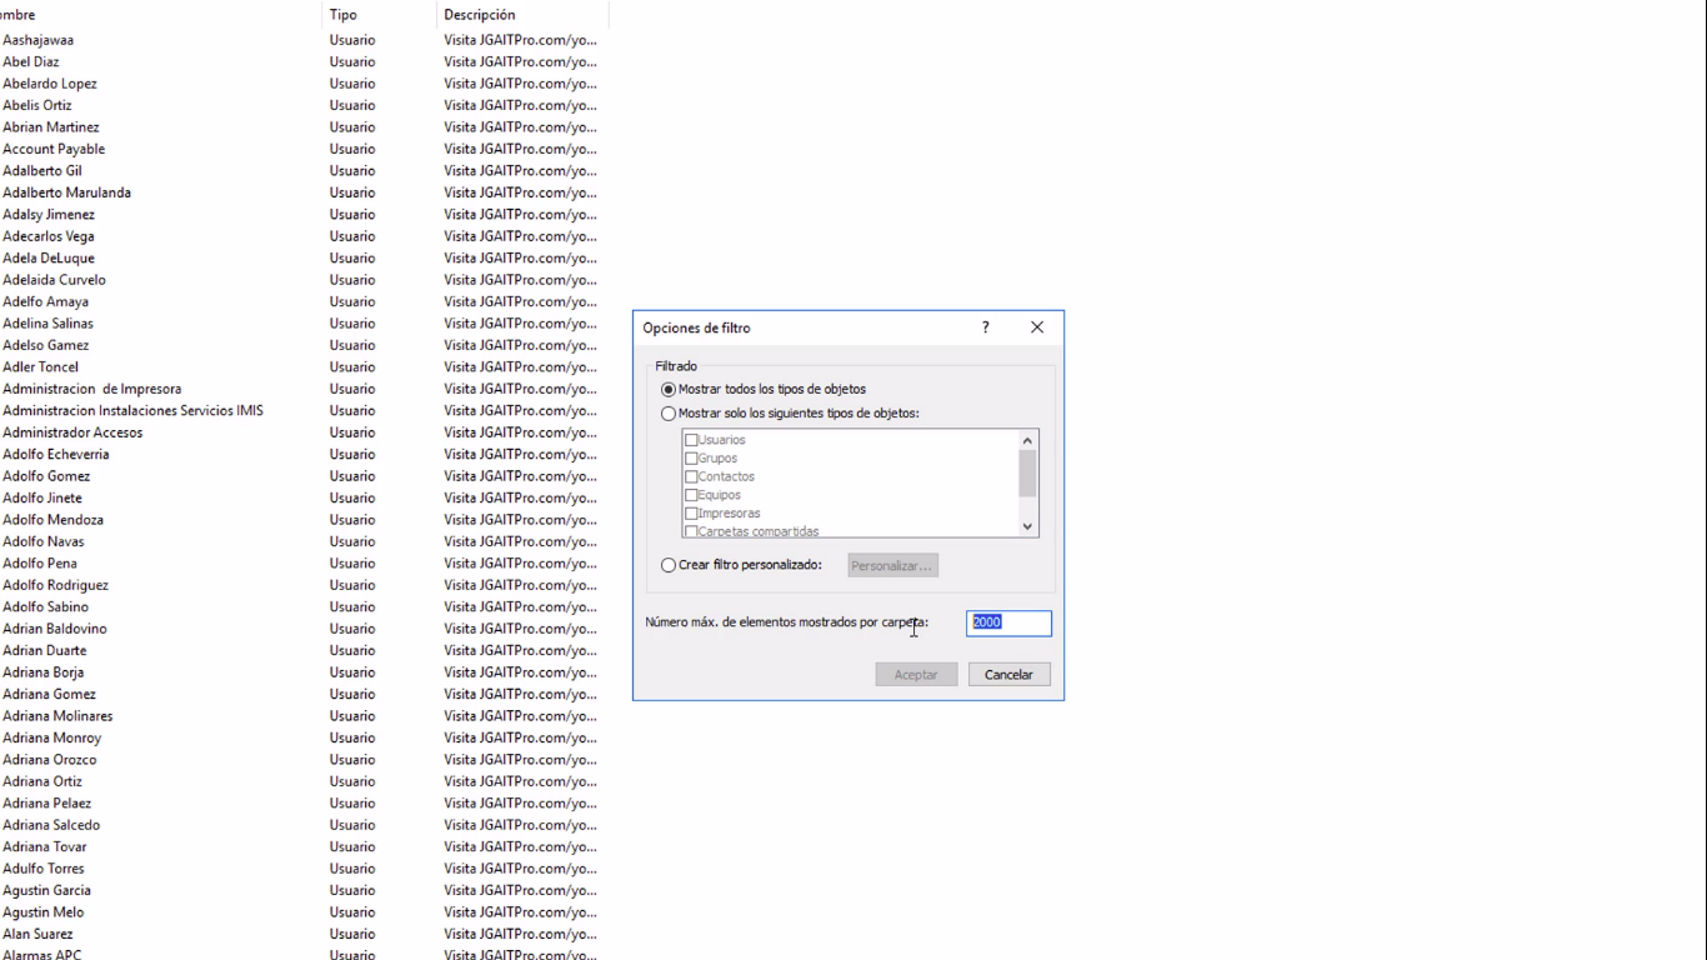 ombre Tipo Descripción
Aashajawaa Usuario Visita JGAITPro.com/yo...
Abel Diaz Usuario Visita JGAITPro.com/yo...
Abelardo Lopez Usuario Visita JGAITPro.com/yo...
Abelis Ortiz Usuario Visita JGAITPro.com/yo...
Abrian Martinez Usuario Visita JGAITPro.com/yo...
Account Payable Usuario Visita JGAITPro.com/yo...
Adalberto Gil Usuario Visita JGAITPro.com/yo...
Adalberto Marulanda Usuario Visita JGAITPro.com/yo...
Adalsy Jimenez Usuario Visita JGAITPro.com/yo...
Adecarlos Vega Usuario Visita JGAITPro.com/yo...
Adela DeLuque Usuario Visita JGAITPro.com/yo...
Adelaida Curvelo Usuario Visita JGAITPro.com/yo...
Adelfo Amaya Usuario Visita JGAITPro.com/yo...
Adelina Salinas Usuario Visita JGAITPro.com/yo...
Adelso Gamez Usuario Visita JGAITPro.com/yo...
Adler Toncel Usuario Visita JGAITPro.com/yo...
Administracion de Impresora Usuario Visita JGAITPro.com/yo...
Administracion Instalaciones Servicios IMIS Usuario Visita JGAITPro.com/yo...
Administrador Accesos Usuario Visita JGAITPro.com/yo...
Adolfo Echeverria Usuario Visita JGAITPro.com/yo...
Adolfo Gomez Usuario Visita JGAITPro.com/yo...
Adolfo Jinete Usuario Visita JGAITPro.com/yo...
Adolfo Mendoza Usuario Visita JGAITPro.com/yo...
Adolfo Navas Usuario Visita JGAITPro.com/yo...
Adolfo Pena Usuario Visita JGAITPro.com/yo...
Adolfo Rodriguez Usuario Visita JGAITPro.com/yo...
Adolfo Sabino Usuario Visita JGAITPro.com/yo...
Adrian Baldovino Usuario Visita JGAITPro.com/yo...
Adrian Duarte Usuario Visita JGAITPro.com/yo...
Adriana Borja Usuario Visita JGAITPro.com/yo...
Adriana Gomez Usuario Visita JGAITPro.com/yo...
Adriana Molinares Usuario Visita JGAITPro.com/yo...
Adriana Monroy Usuario Visita JGAITPro.com/yo...
Adriana Orozco Usuario Visita JGAITPro.com/yo...
Adriana Ortiz Usuario Visita JGAITPro.com/yo...
Adriana Pelaez Usuario Visita JGAITPro.com/yo...
Adriana Salcedo Usuario Visita JGAITPro.com/yo...
Adriana Tovar Usuario Visita JGAITPro.com/yo...
Adulfo Torres Usuario Visita JGAITPro.com/yo...
Agustin Garcia Usuario Visita JGAITPro.com/yo...
Agustin Melo Usuario Visita JGAITPro.com/yo...
Alan Suarez Usuario Visita JGAITPro.com/yo...
Alarmas APC Usuario Visita JGAITPro.com/yo...
Opciones de filtro ?
Filtrado
Mostrar todos los tipos de objetos
Mostrar solo los siguientes tipos de objetos:
Usuarios
Grupos
Contactos
Equipos
Impresoras
Carpetas compartidas
Crear filtro personalizado: Personalizar...
Número máx. de elementos mostrados por carpeta: 2000
Aceptar Cancelar